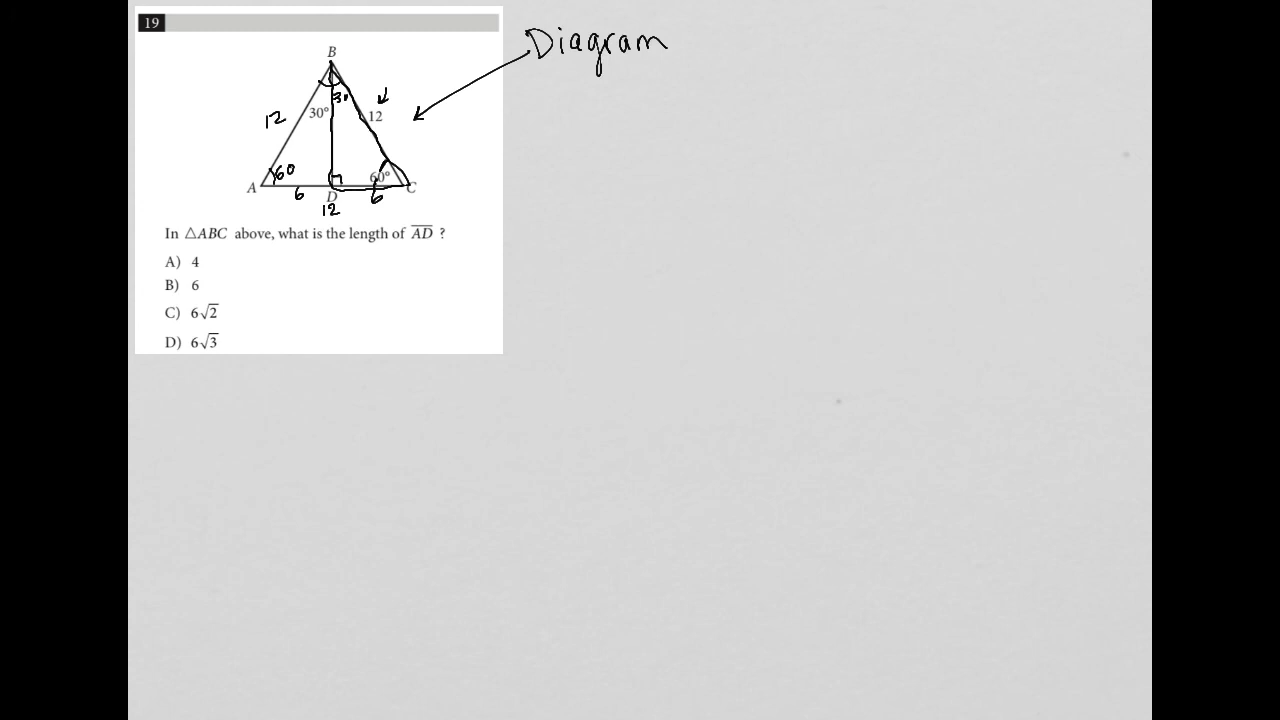 19
Diagram
B
30
12
30°
12
60
60°
A
6
D
6
C
12
In △ABC above, what is the length of A̅D̅ ?
A) 4
B) 6
C) 6√2
D) 6√3